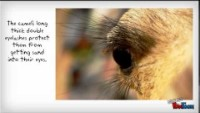 The camels long
thick double
eyelashes protect
them from
getting sand
into their eyes.